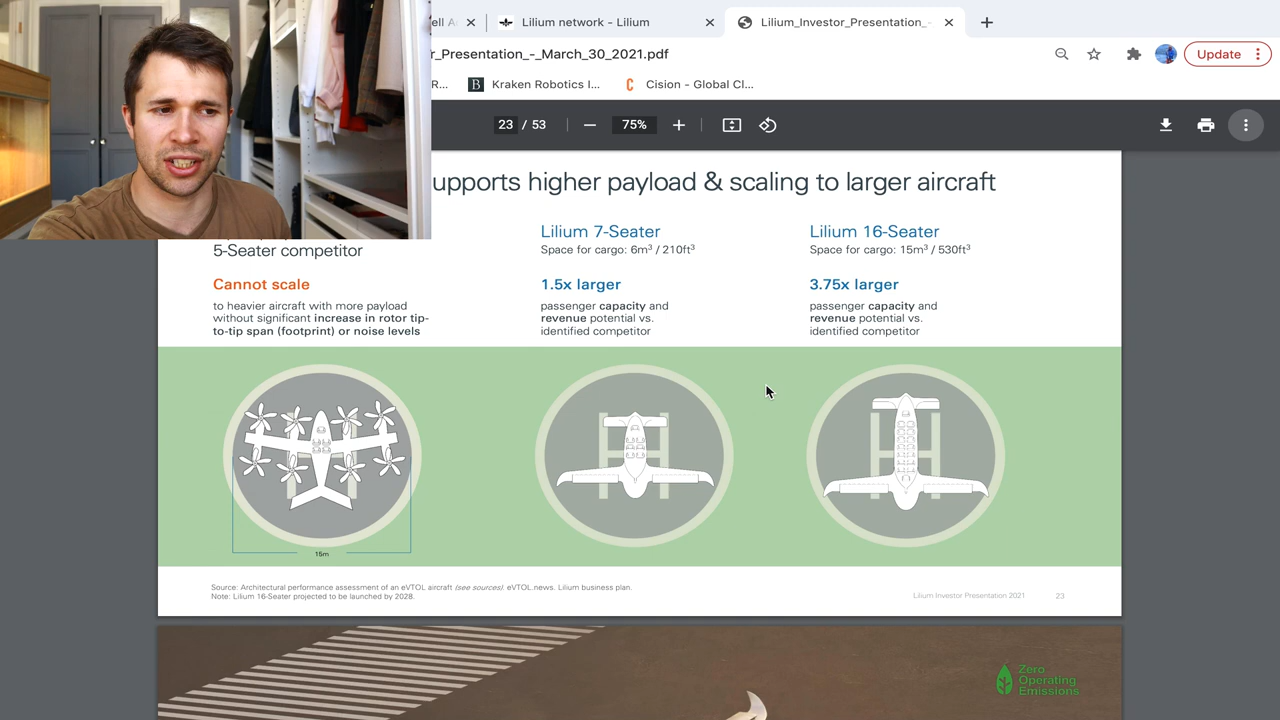 ell A
Lilium network - Lilium
Lilium_Investor_Presentation_-
r_Presentation_-_March_30_2021.pdf
Update
R...
Kraken Robotics I...
Cision - Global Cl...
23 / 53
75%
upports higher payload & scaling to larger aircraft
5-Seater competitor
Cannot scale
to heavier aircraft with more payload
without significant increase in rotor tip-
to-tip span (footprint) or noise levels
Lilium 7-Seater
Space for cargo: 6m³ / 210ft³
1.5x larger
passenger capacity and
revenue potential vs.
identified competitor
Lilium 16-Seater
Space for cargo: 15m³ / 530ft³
3.75x larger
passenger capacity and
revenue potential vs.
identified competitor
15m
Source: Architectural performance assessment of an eVTOL aircraft (see sources). eVTOL.news. Lilium business plan.
Note: Lilium 16-Seater projected to be launched by 2028.
Lilium Investor Presentation 2021
23
Zero
Operating
Emissions